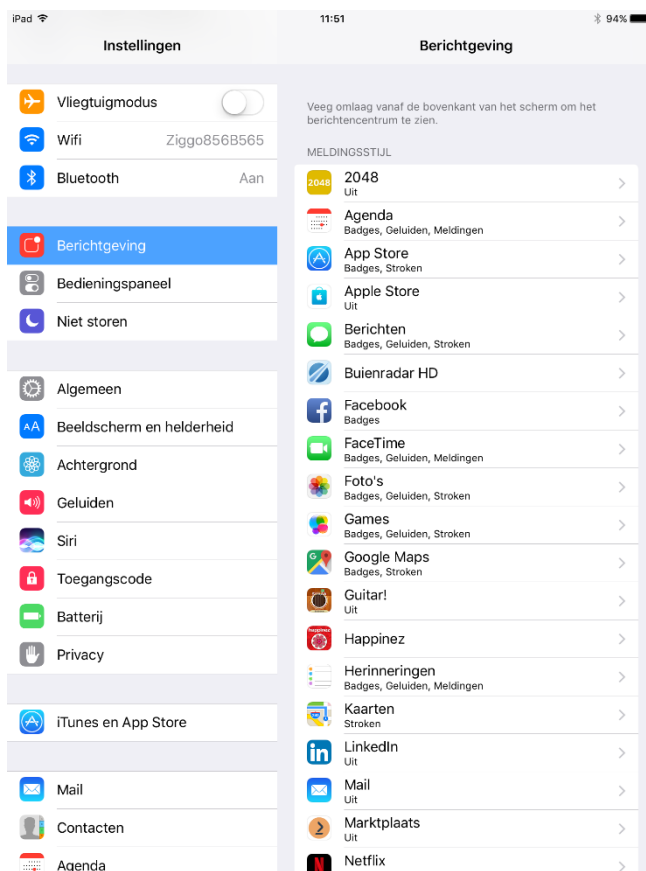 iPad
11:51
94%
Instellingen
Vliegtuigmodus
Wifi Ziggo856B565
Bluetooth Aan
Berichtgeving
Bedieningspaneel
Niet storen
Algemeen
AA Beeldscherm en helderheid
Achtergrond
Geluiden
Siri
Toegangscode
Batterij
Privacy
iTunes en App Store
Mail
Contacten
Agenda
Berichtgeving
Veeg omlaag vanaf de bovenkant van het scherm om het
berichtencentrum te zien.
MELDINGSSTIJL
2048 2048
Uit
Agenda
Badges, Geluiden, Meldingen
App Store
Badges, Stroken
Apple Store
Uit
Berichten
Badges, Geluiden, Stroken
Buienradar HD
Facebook
Badges
FaceTime
Badges, Geluiden, Meldingen
Foto's
Badges, Geluiden, Stroken
Games
Badges, Geluiden, Stroken
Google Maps
Badges, Stroken
Guitar!
Uit
Happinez
Herinneringen
Badges, Geluiden, Meldingen
Kaarten
Stroken
in LinkedIn
Uit
Mail
Uit
Marktplaats
Uit
Netflix